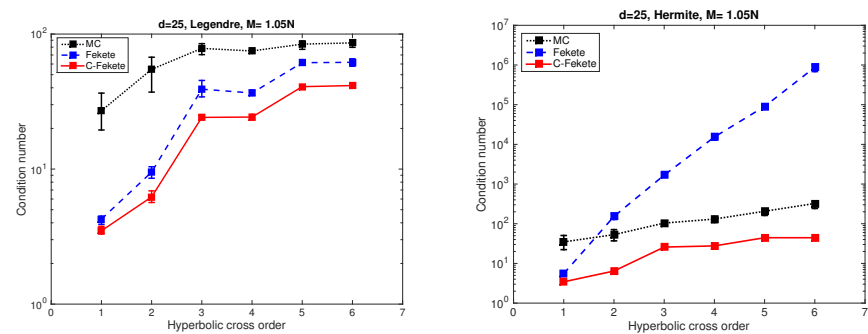 d=25, Legendre, M= 1.05N
MC
Fekete
C-Fekete
Condition number
10^2
10^1
10^0
0 1 2 3 4 5 6 7
Hyperbolic cross order
d=25, Hermite, M= 1.05N
MC
Fekete
C-Fekete
Condition number
10^7
10^6
10^5
10^4
10^3
10^2
10^1
10^0
0 1 2 3 4 5 6 7
Hyperbolic cross order